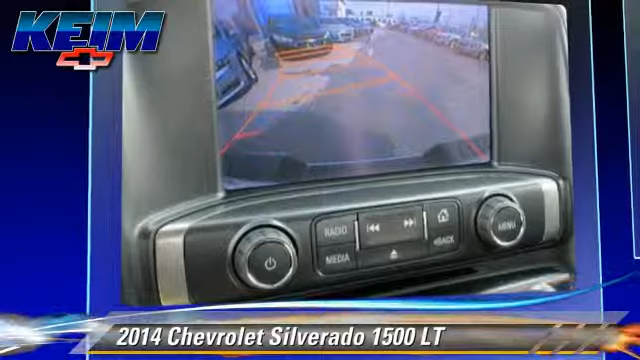 KEIM
RADIO
MEDIA
BACK
MENU
2014 Chevrolet Silverado 1500 LT